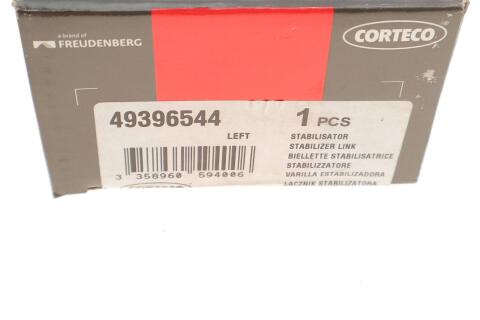 a brand of
FREUDENBERG
CORTECO
49396544
LEFT
1 PCS
STABILISATOR
STABILIZER LINK
BIELLETTE STABILISATRICE
STABILIZZATORE
VARILLA ESTABILIZADORA
ŁĄCZNIK STABILIZATORA
3 358960 594006